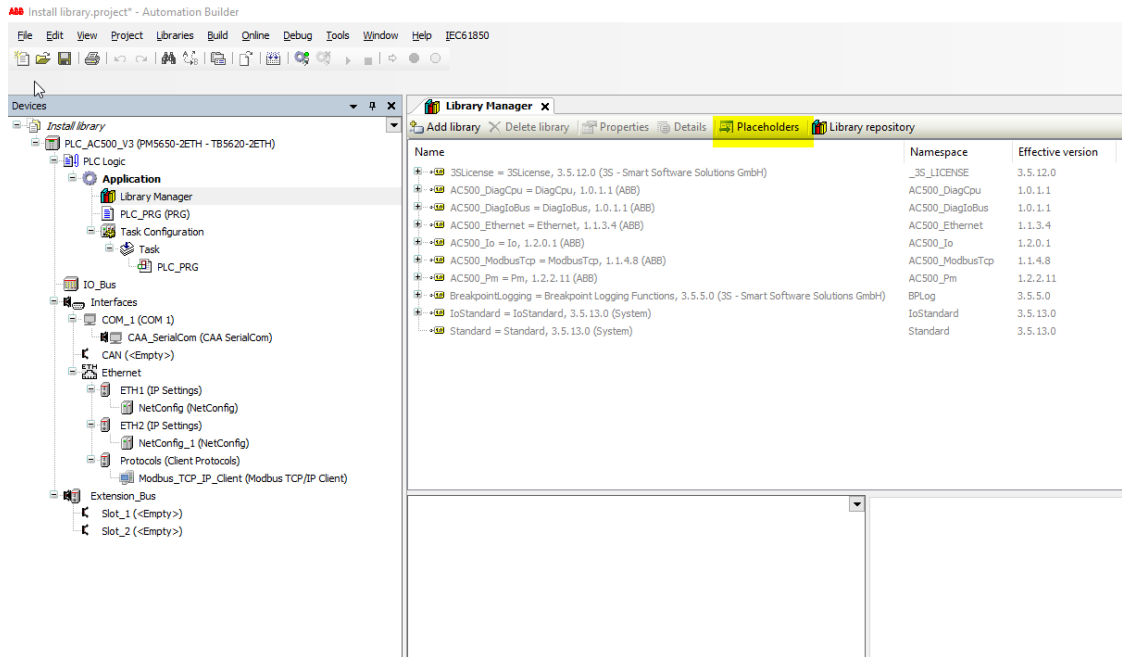 ABB Install library.project* - Automation Builder
File Edit View Project Libraries Build Online Debug Tools Window Help IEC61850
Devices
Install library
PLC_AC500_V3 (PM5650-2ETH - TB5620-2ETH)
PLC Logic
Application
Library Manager
PLC_PRG (PRG)
Task Configuration
Task
PLC_PRG
IO_Bus
Interfaces
COM_1 (COM 1)
CAA_SerialCom (CAA SerialCom)
CAN (<Empty>)
ETH Ethernet
ETH1 (IP Settings)
NetConfig (NetConfig)
ETH2 (IP Settings)
NetConfig_1 (NetConfig)
Protocols (Client Protocols)
Modbus_TCP_IP_Client (Modbus TCP/IP Client)
Extension_Bus
Slot_1 (<Empty>)
Slot_2 (<Empty>)
Library Manager X
Add library Delete library Properties Details Placeholders Library repository
Name Namespace Effective version
3SLicense = 3SLicense, 3.5.12.0 (3S - Smart Software Solutions GmbH) _3S_LICENSE 3.5.12.0
AC500_DiagCpu = DiagCpu, 1.0.1.1 (ABB) AC500_DiagCpu 1.0.1.1
AC500_DiagIoBus = DiagIoBus, 1.0.1.1 (ABB) AC500_DiagIoBus 1.0.1.1
AC500_Ethernet = Ethernet, 1.1.3.4 (ABB) AC500_Ethernet 1.1.3.4
AC500_Io = Io, 1.2.0.1 (ABB) AC500_Io 1.2.0.1
AC500_ModbusTcp = ModbusTcp, 1.1.4.8 (ABB) AC500_ModbusTcp 1.1.4.8
AC500_Pm = Pm, 1.2.2.11 (ABB) AC500_Pm 1.2.2.11
BreakpointLogging = Breakpoint Logging Functions, 3.5.5.0 (3S - Smart Software Solutions GmbH) BPLog 3.5.5.0
IoStandard = IoStandard, 3.5.13.0 (System) IoStandard 3.5.13.0
Standard = Standard, 3.5.13.0 (System) Standard 3.5.13.0